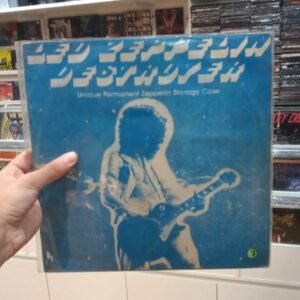 LED ZEPPELIN
DESTROYER
Unique Permanent Zeppelin Storage Case